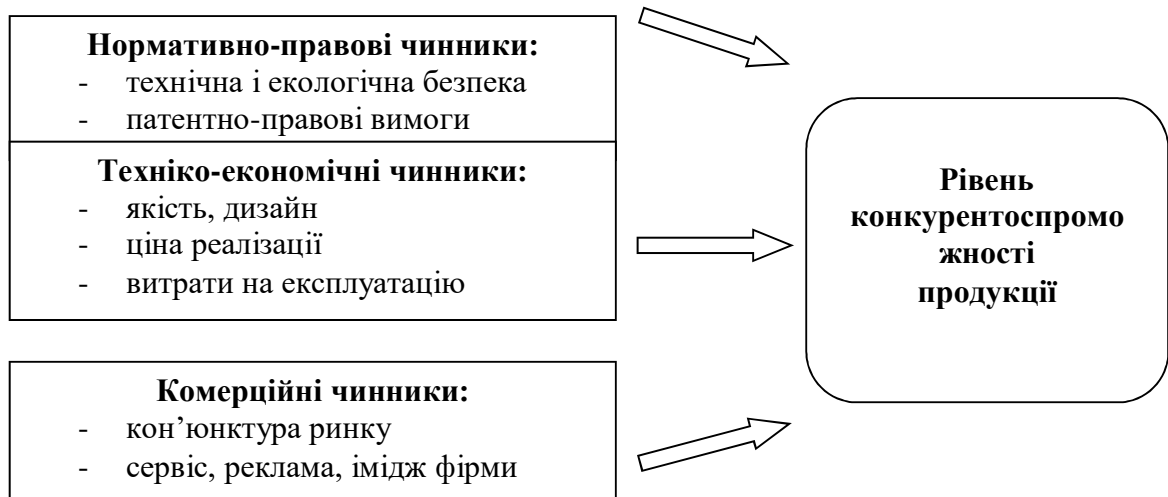 Нормативно-правові чинники:
- технічна і екологічна безпека
- патентно-правові вимоги
Техніко-економічні чинники:
- якість, дизайн
- ціна реалізації
- витрати на експлуатацію
Комерційні чинники:
- кон’юнктура ринку
- сервіс, реклама, імідж фірми
Рівень
конкурентоспромо
жності
продукції